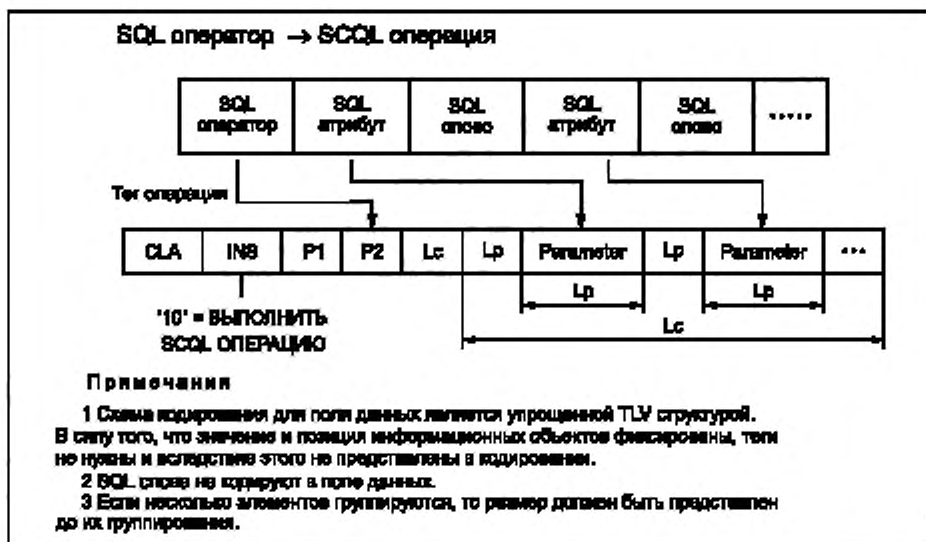 SQL оператор → SCQL операция
SQL оператор
SQL атрибут
SQL слово
SQL атрибут
SQL слово
.....
Тег операции
CLA
INS
P1
P2
Lc
Lp
Parameter
Lp
Parameter
...
Lp
Lp
Lc
'10' = ВЫПОЛНИТЬ
SCQL ОПЕРАЦИЮ
Примечания
1 Схема кодирования для поля данных является упрощенной TLV структурой.
В силу того, что значение и позиция информационных объектов фиксированы, теги
не нужны и вследствие этого не представлены в кодировании.
2 SQL слова не кодируют в поле данных.
3 Если несколько элементов группируются, то размер должен быть представлен
до их группирования.